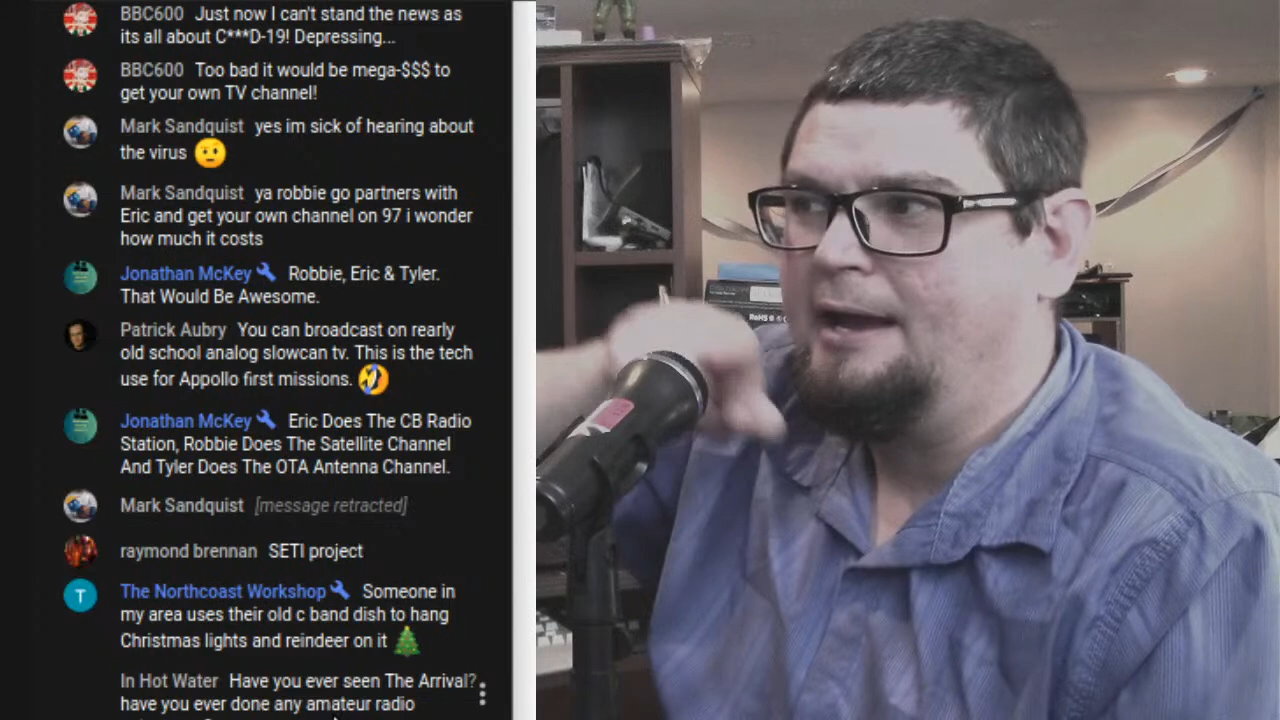 BBC600 Just now I can't stand the news as
its all about C***D-19! Depressing...
BBC600 Too bad it would be mega-$$$ to
get your own TV channel!
Mark Sandquist yes im sick of hearing about
the virus 🤨
Mark Sandquist ya robbie go partners with
Eric and get your own channel on 97 i wonder
how much it costs
Jonathan McKey Robbie, Eric & Tyler.
That Would Be Awesome.
Patrick Aubry You can broadcast on rearly
old school analog slowcan tv. This is the tech
use for Appollo first missions. 🤣
Jonathan McKey Eric Does The CB Radio
Station, Robbie Does The Satellite Channel
And Tyler Does The OTA Antenna Channel.
Mark Sandquist [message retracted]
raymond brennan SETI project
T The Northcoast Workshop Someone in
my area uses their old c band dish to hang
Christmas lights and reindeer on it 🎄
In Hot Water Have you ever seen The Arrival?
have you ever done any amateur radio
RoHS